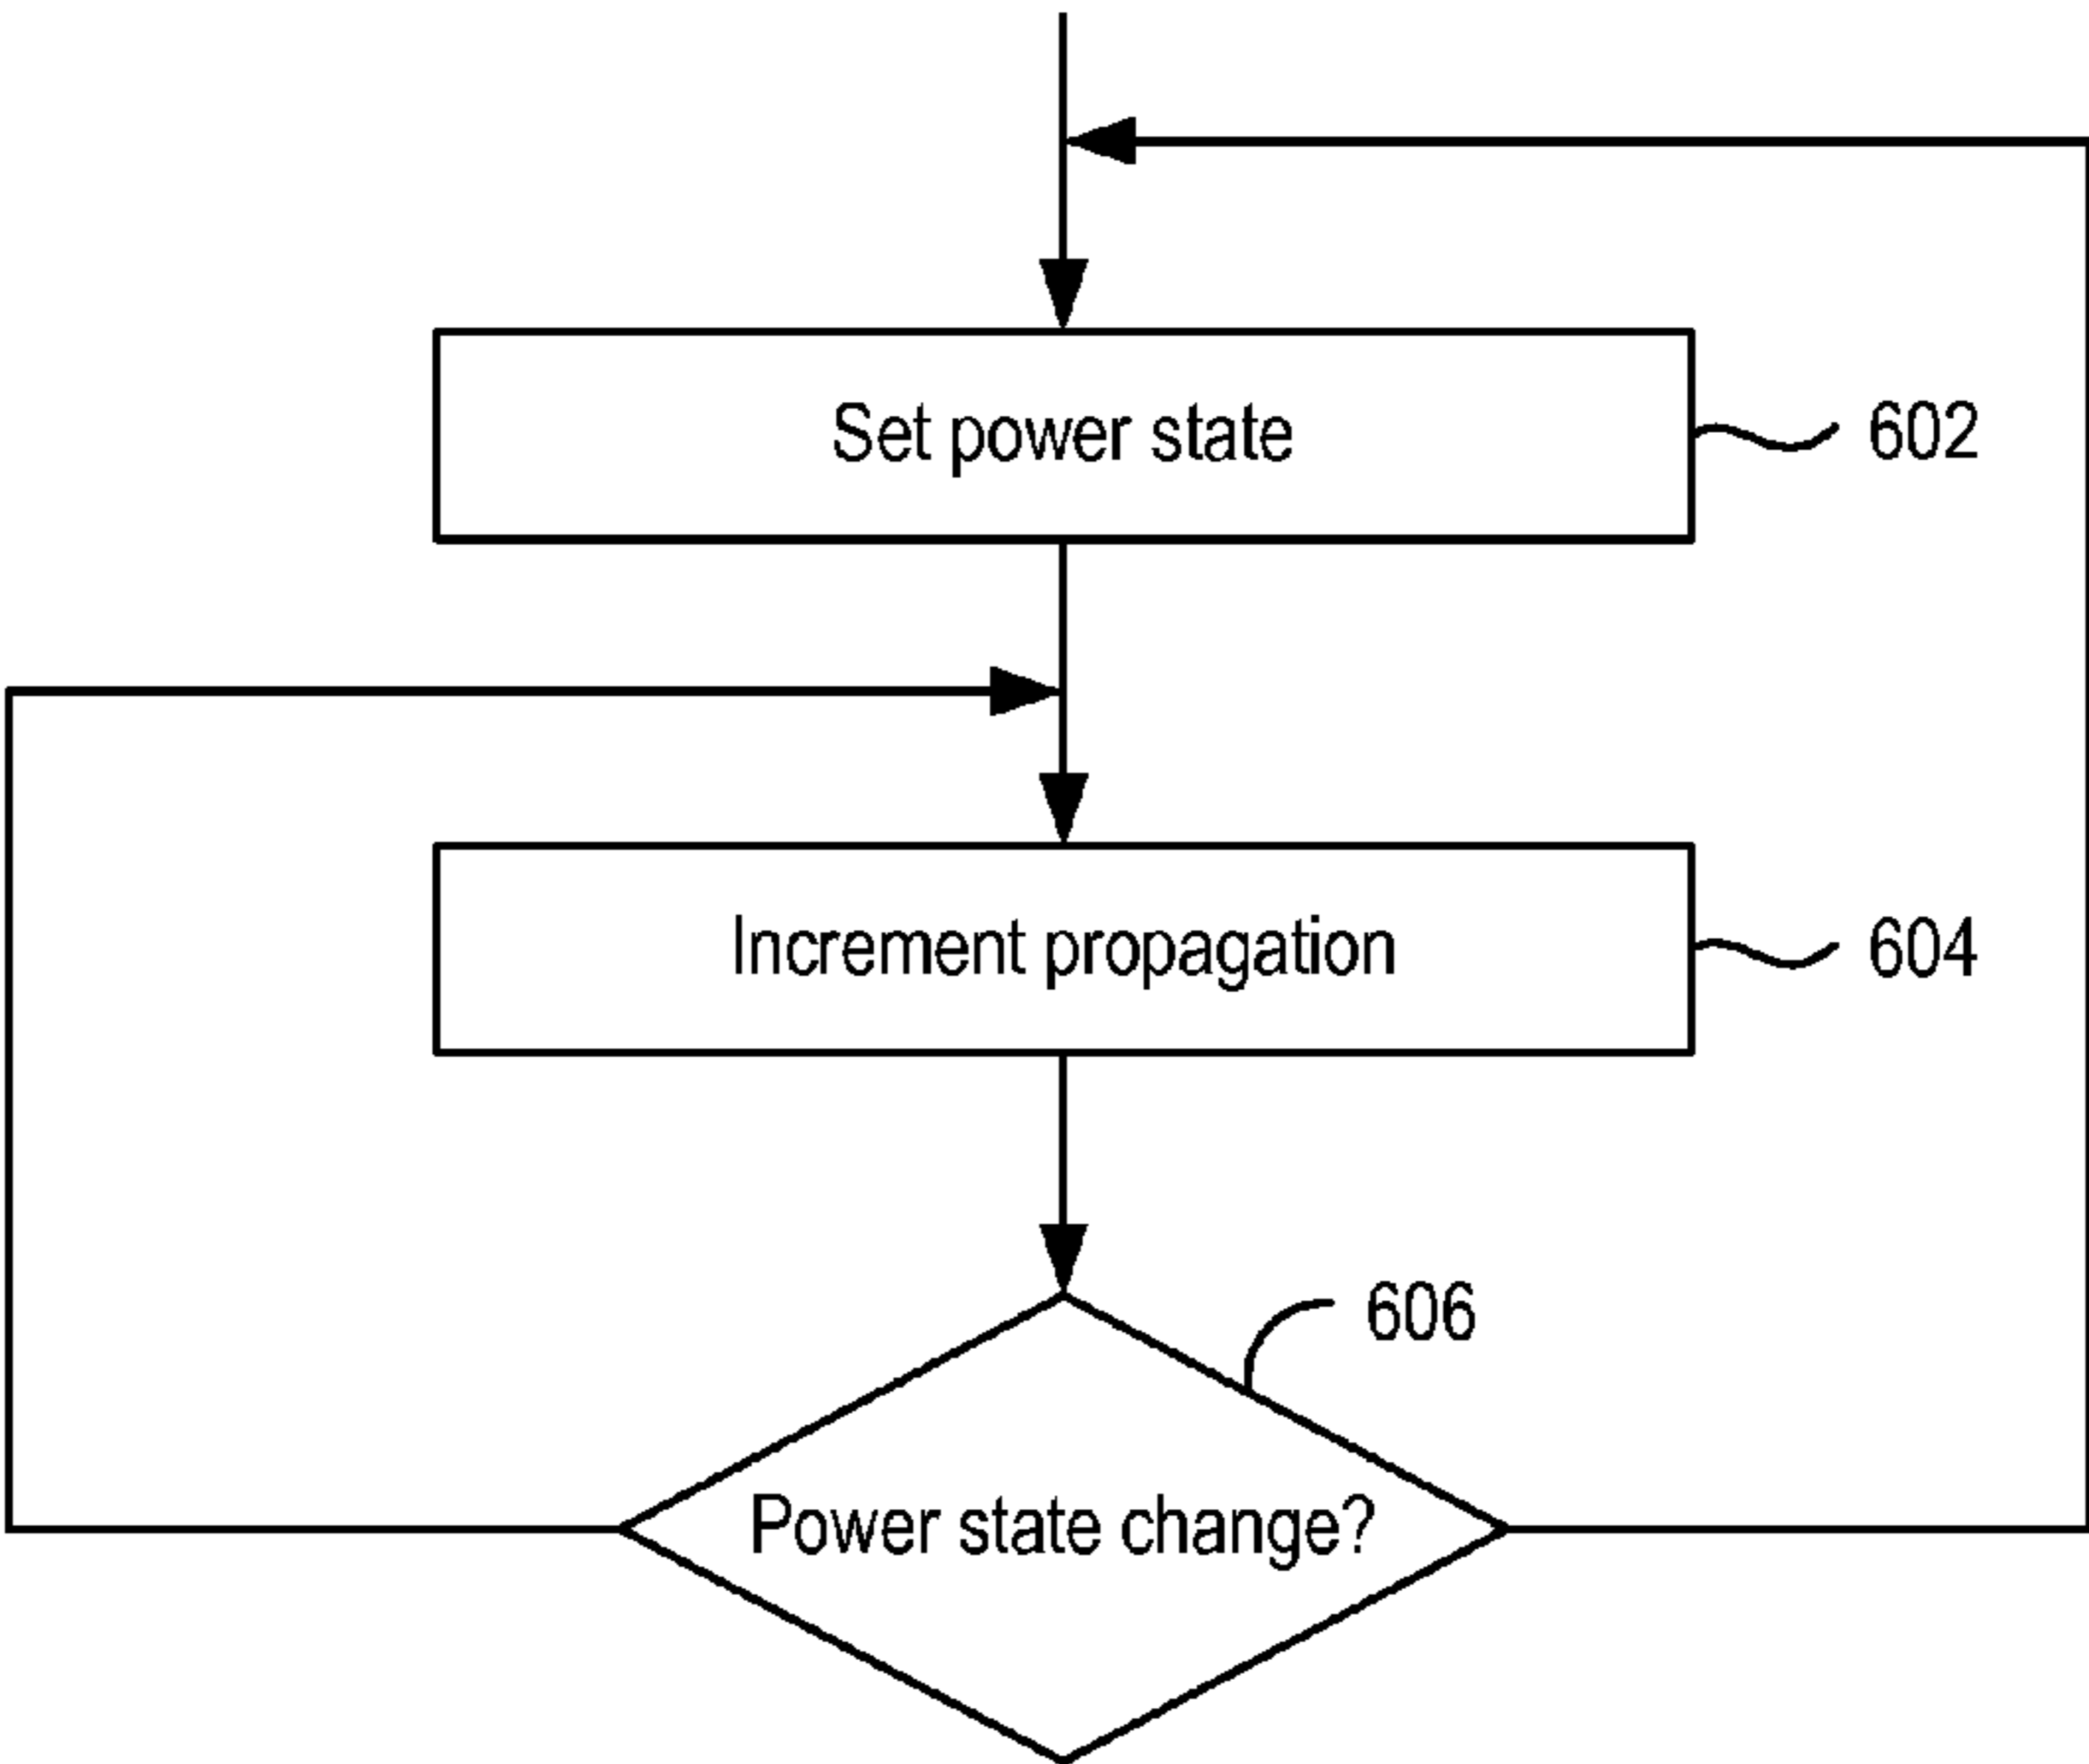 Set power state
602
Increment propagation
604
606
Power state change?